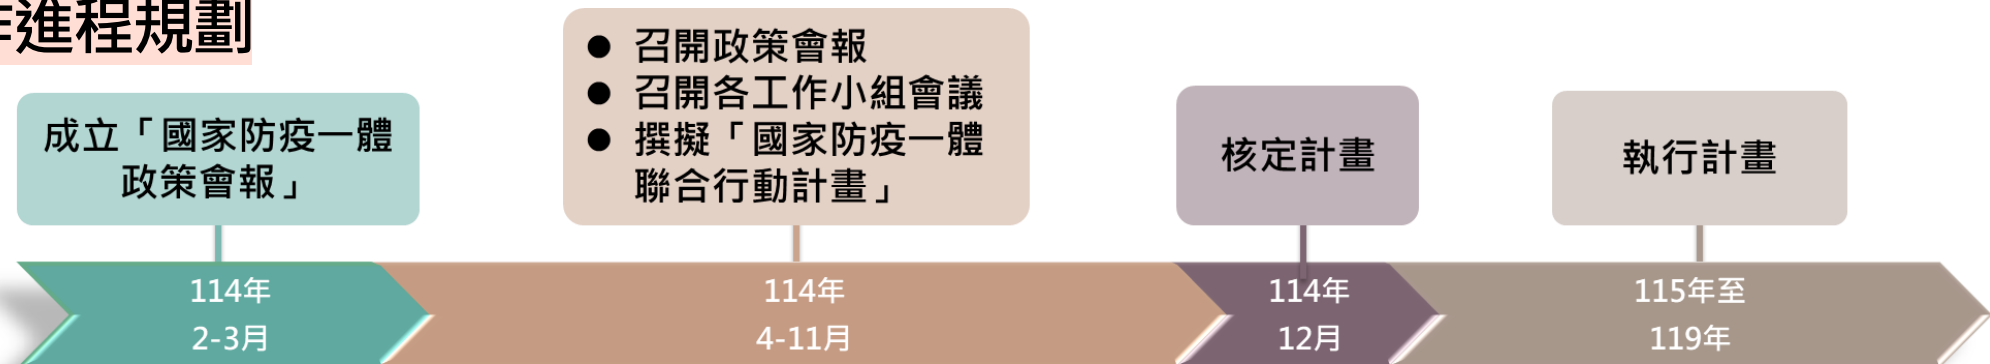 進程規劃
成立「國家防疫一體
政策會報」
● 召開政策會報
● 召開各工作小組會議
● 撰擬「國家防疫一體
聯合行動計畫」
核定計畫
執行計畫
114年
2-3月
114年
4-11月
114年
12月
115年至
119年